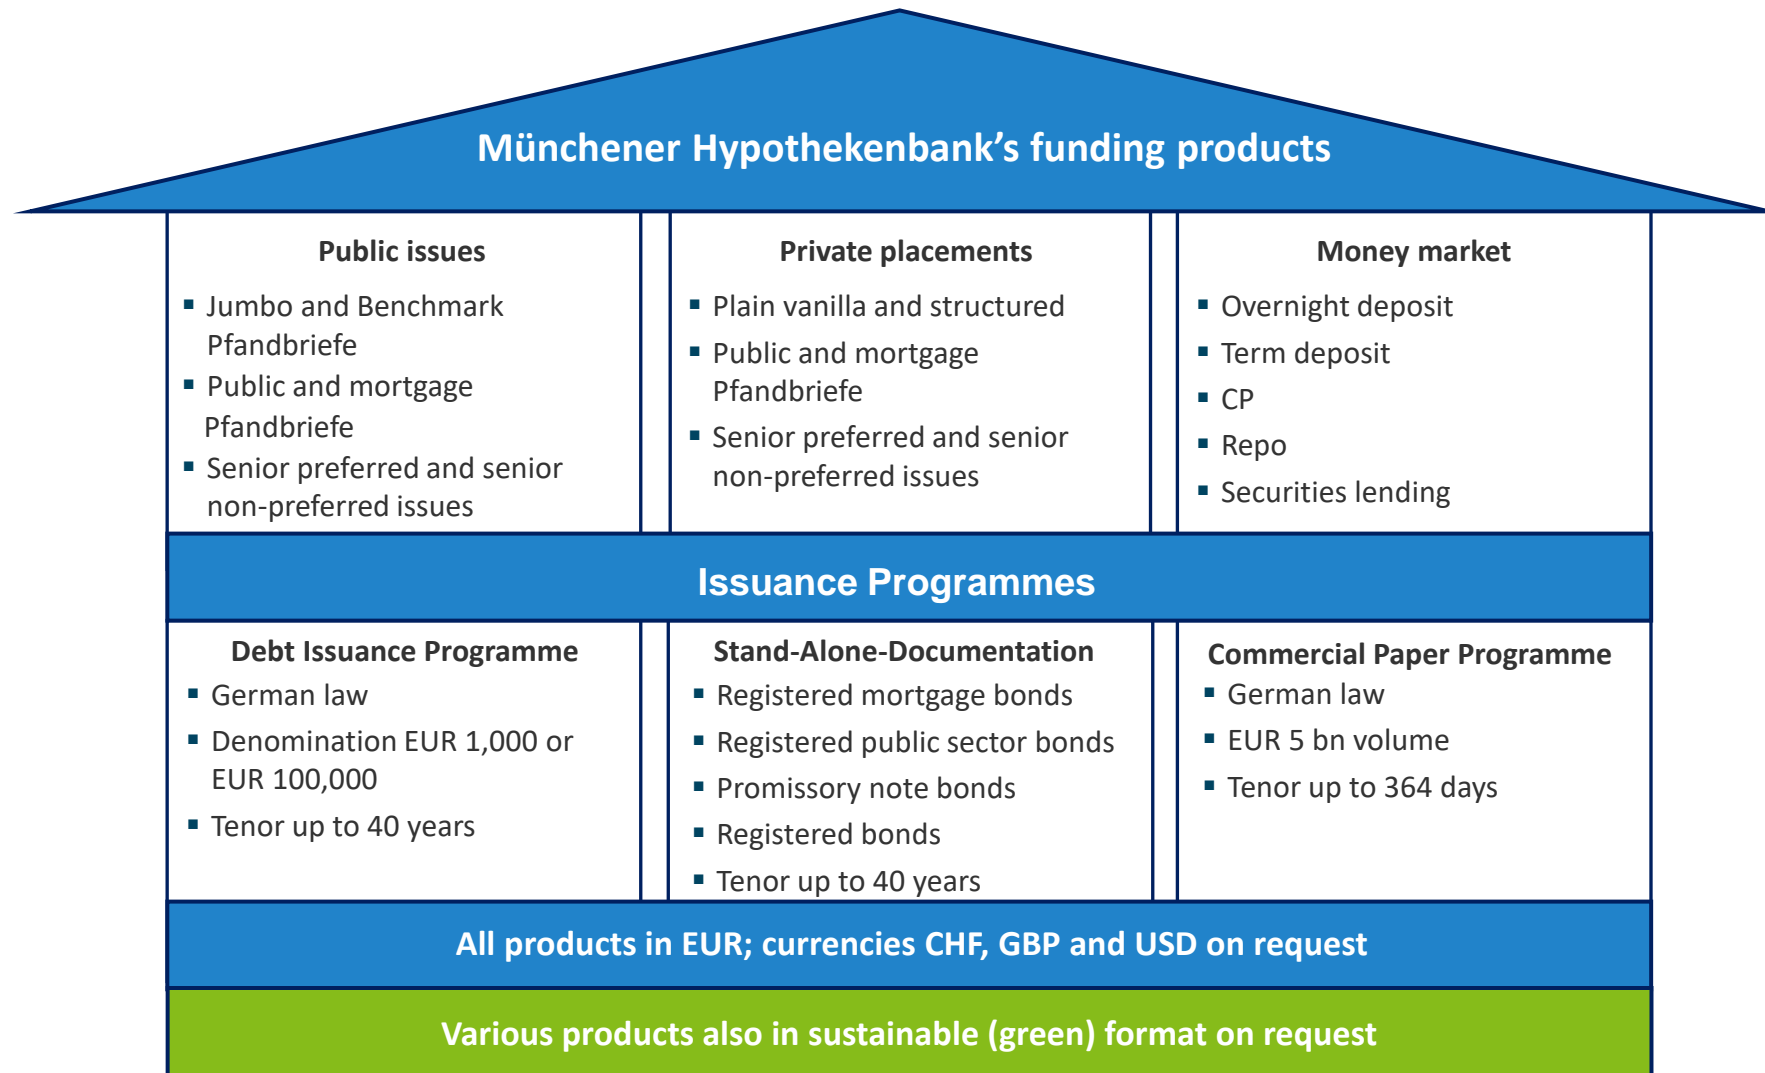 Münchener Hypothekenbank’s funding products
Public issues
▪ Jumbo and Benchmark
Pfandbriefe
▪ Public and mortgage
Pfandbriefe
▪ Senior preferred and senior
non-preferred issues
Private placements
▪ Plain vanilla and structured
▪ Public and mortgage
Pfandbriefe
▪ Senior preferred and senior
non-preferred issues
Money market
▪ Overnight deposit
▪ Term deposit
▪ CP
▪ Repo
▪ Securities lending
Issuance Programmes
Debt Issuance Programme
▪ German law
▪ Denomination EUR 1,000 or
EUR 100,000
▪ Tenor up to 40 years
Stand-Alone-Documentation
▪ Registered mortgage bonds
▪ Registered public sector bonds
▪ Promissory note bonds
▪ Registered bonds
▪ Tenor up to 40 years
Commercial Paper Programme
▪ German law
▪ EUR 5 bn volume
▪ Tenor up to 364 days
All products in EUR; currencies CHF, GBP and USD on request
Various products also in sustainable (green) format on request